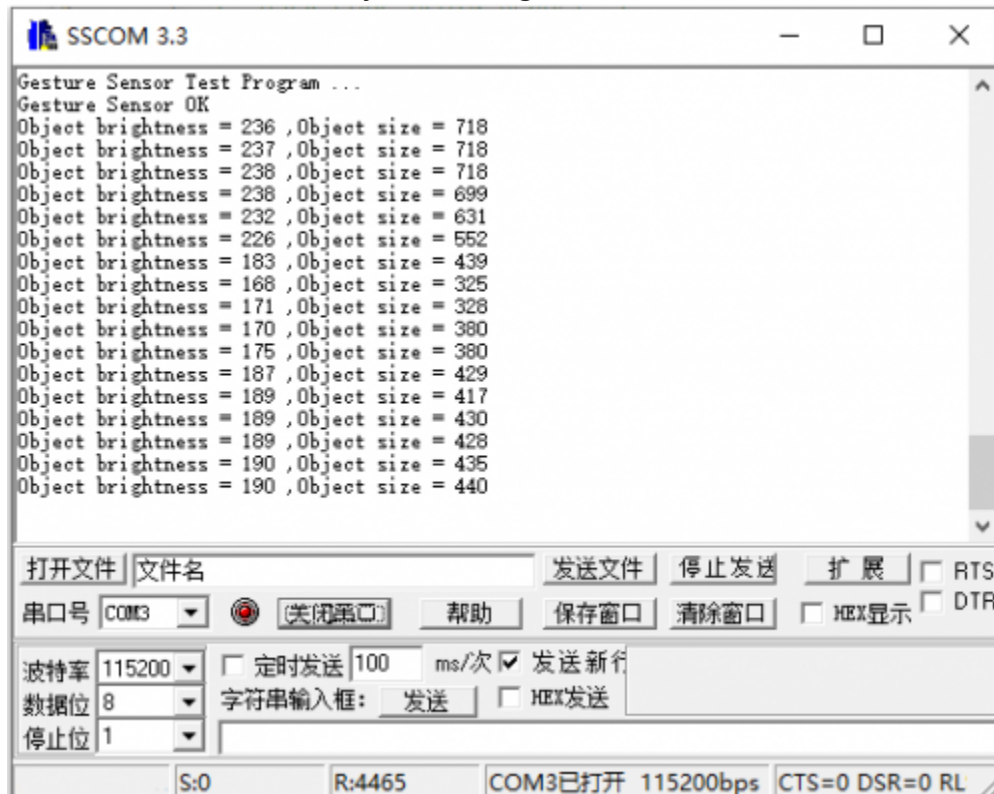 SSCOM 3.3
Gesture Sensor Test Program ...
Gesture Sensor OK
Object brightness = 236 ,Object size = 718
Object brightness = 237 ,Object size = 718
Object brightness = 238 ,Object size = 718
Object brightness = 238 ,Object size = 699
Object brightness = 232 ,Object size = 631
Object brightness = 226 ,Object size = 552
Object brightness = 183 ,Object size = 439
Object brightness = 168 ,Object size = 325
Object brightness = 171 ,Object size = 328
Object brightness = 170 ,Object size = 380
Object brightness = 175 ,Object size = 380
Object brightness = 187 ,Object size = 429
Object brightness = 189 ,Object size = 417
Object brightness = 189 ,Object size = 430
Object brightness = 189 ,Object size = 428
Object brightness = 190 ,Object size = 435
Object brightness = 190 ,Object size = 440
打开文件 文件名 发送文件 停止发送 扩展 RTS
串口号 COM3 关闭串口 帮助 保存窗口 清除窗口 HEX显示 DTR
波特率 115200 定时发送 100 ms/次 发送新行
数据位 8 字符串输入框: 发送 HEX发送
停止位 1
S:0 R:4465 COM3已打开 115200bps CTS=0 DSR=0 RL